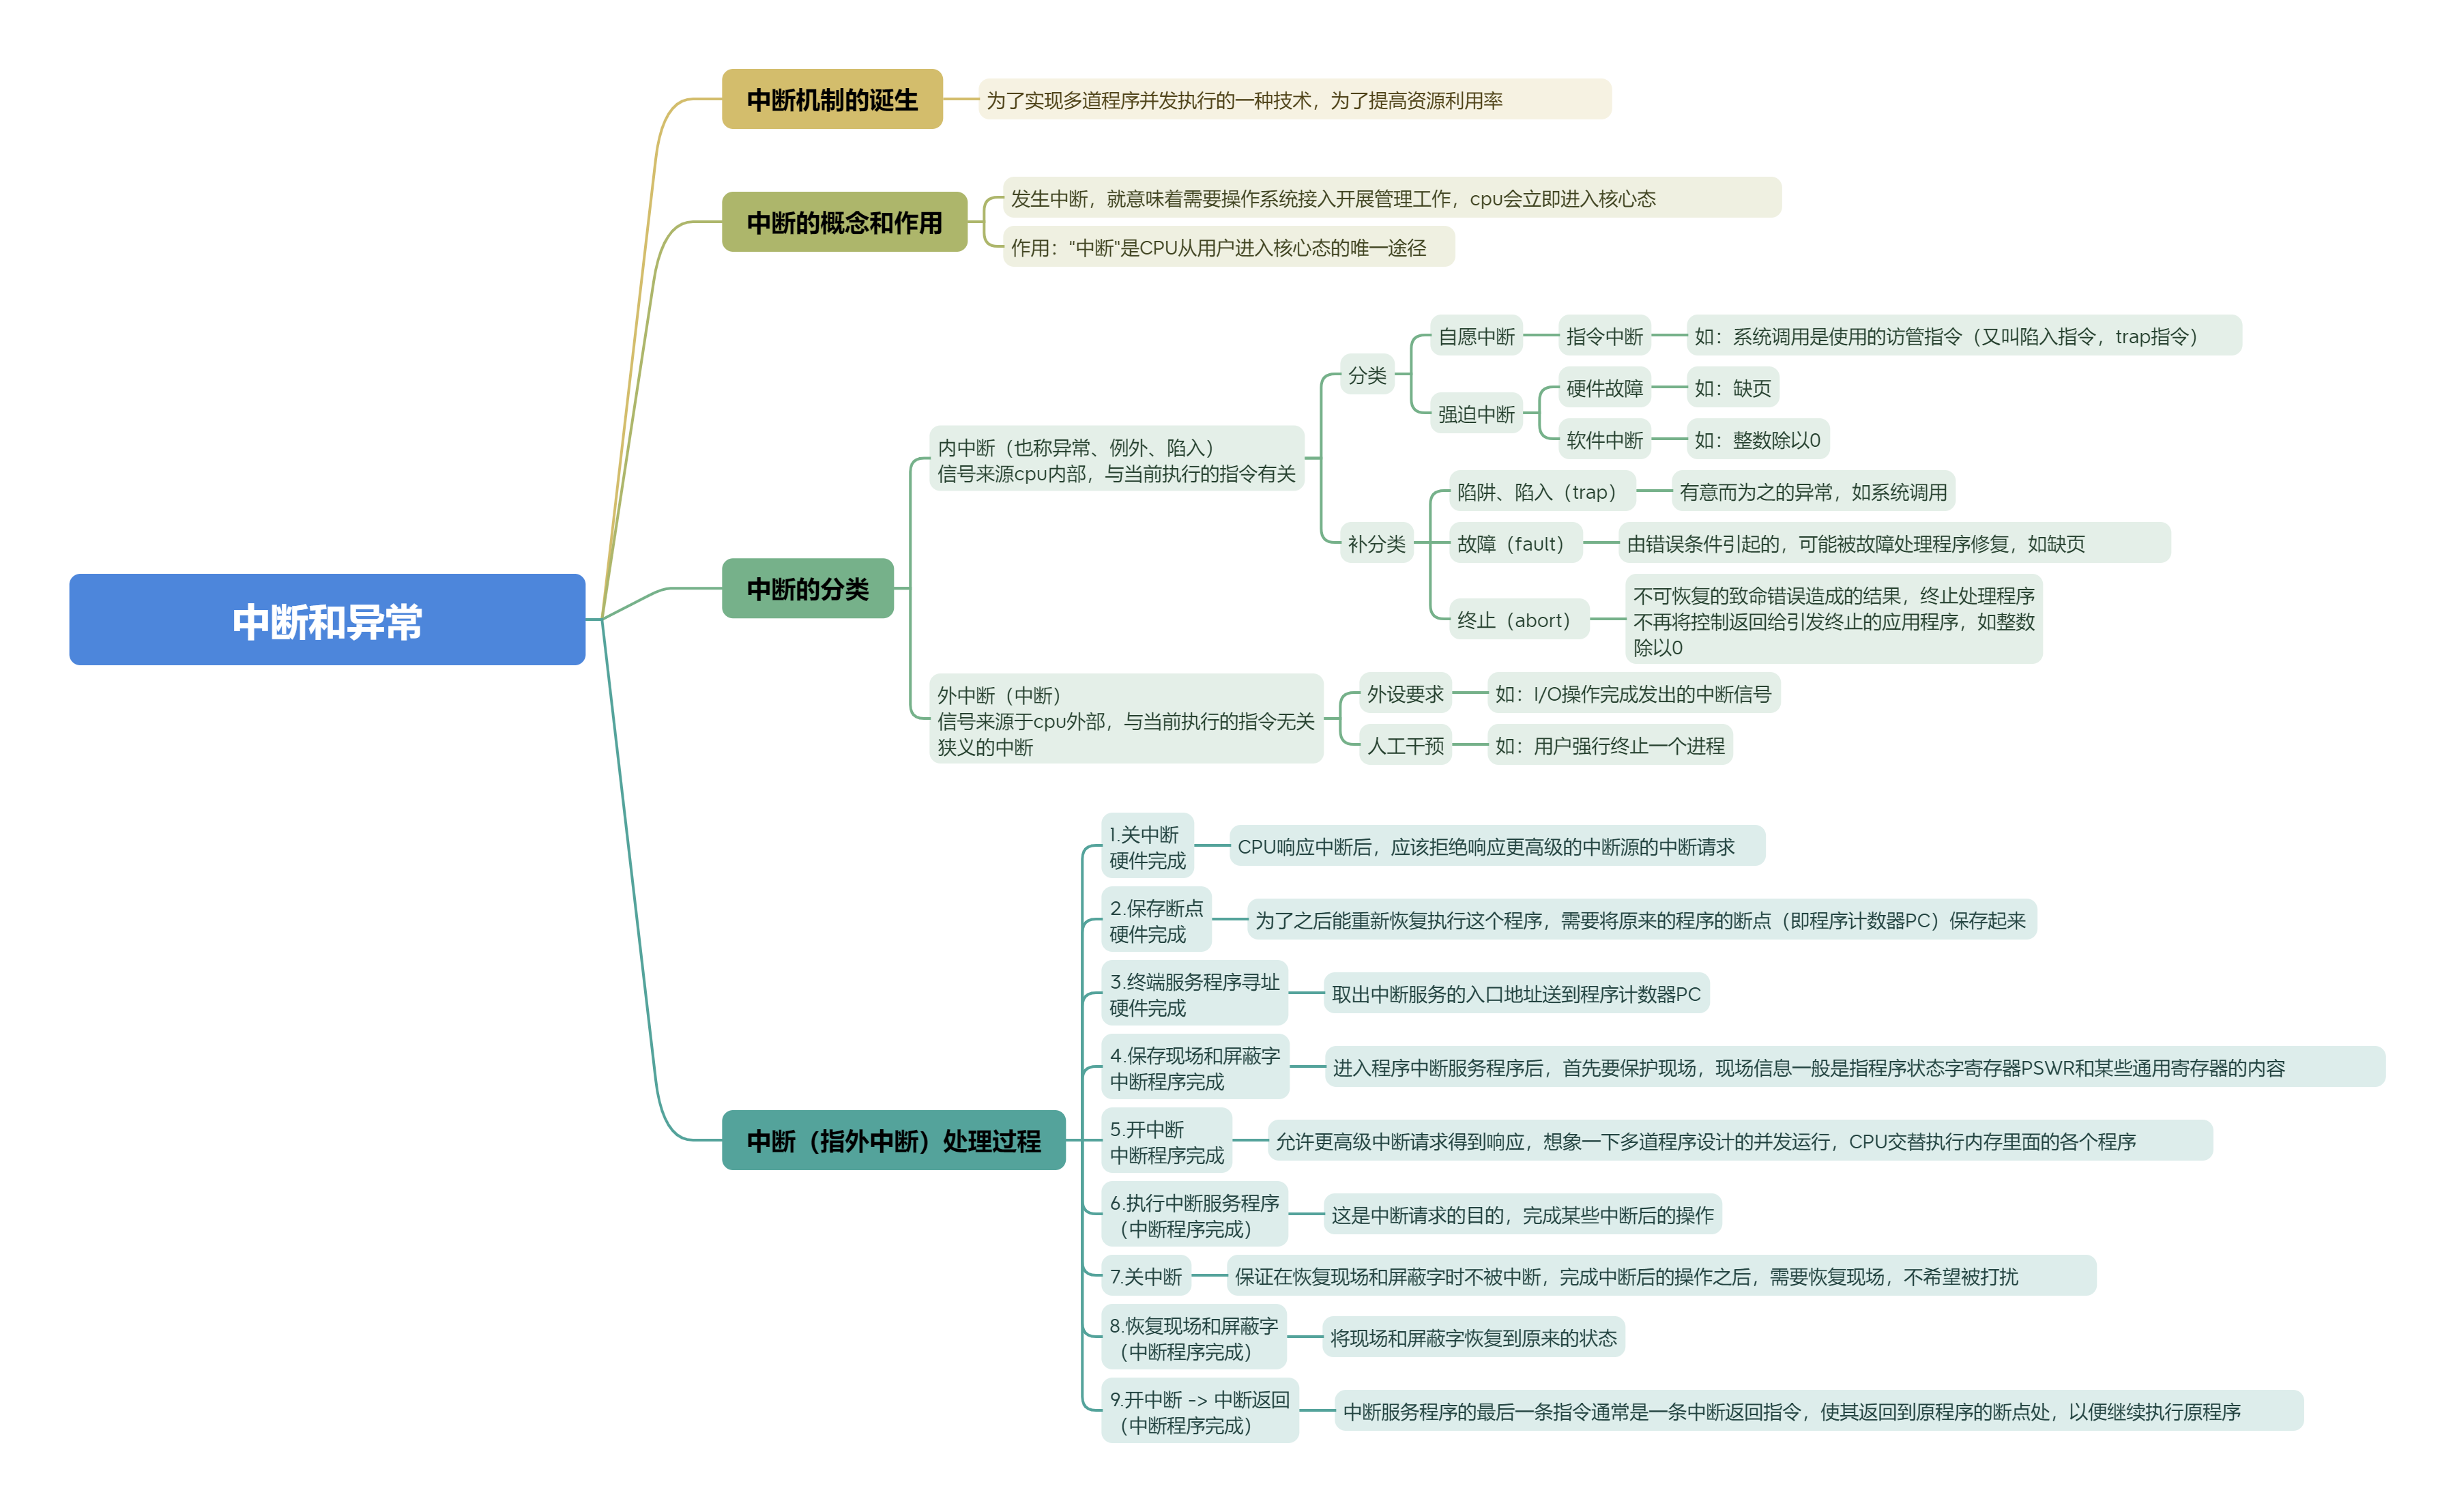 中断和异常
中断机制的诞生
为了实现多道程序并发执行的一种技术，为了提高资源利用率
中断的概念和作用
发生中断，就意味着需要操作系统接入开展管理工作，cpu会立即进入核心态
作用：“中断"是CPU从用户进入核心态的唯一途径
中断的分类
内中断（也称异常、例外、陷入）
信号来源cpu内部，与当前执行的指令有关
分类
自愿中断
指令中断
如：系统调用是使用的访管指令（又叫陷入指令，trap指令）
强迫中断
硬件故障
如：缺页
软件中断
如：整数除以0
补分类
陷阱、陷入（trap）
有意而为之的异常，如系统调用
故障（fault）
由错误条件引起的，可能被故障处理程序修复，如缺页
终止（abort）
不可恢复的致命错误造成的结果，终止处理程序
不再将控制返回给引发终止的应用程序，如整数
除以0
外中断（中断）
信号来源于cpu外部，与当前执行的指令无关
狭义的中断
外设要求
如：I/O操作完成发出的中断信号
人工干预
如：用户强行终止一个进程
中断（指外中断）处理过程
1.关中断
硬件完成
CPU响应中断后，应该拒绝响应更高级的中断源的中断请求
2.保存断点
硬件完成
为了之后能重新恢复执行这个程序，需要将原来的程序的断点（即程序计数器PC）保存起来
3.终端服务程序寻址
硬件完成
取出中断服务的入口地址送到程序计数器PC
4.保存现场和屏蔽字
中断程序完成
进入程序中断服务程序后，首先要保护现场，现场信息一般是指程序状态字寄存器PSWR和某些通用寄存器的内容
5.开中断
中断程序完成
允许更高级中断请求得到响应，想象一下多道程序设计的并发运行，CPU交替执行内存里面的各个程序
6.执行中断服务程序
（中断程序完成）
这是中断请求的目的，完成某些中断后的操作
7.关中断
保证在恢复现场和屏蔽字时不被中断，完成中断后的操作之后，需要恢复现场，不希望被打扰
8.恢复现场和屏蔽字
（中断程序完成）
将现场和屏蔽字恢复到原来的状态
9.开中断 -> 中断返回
（中断程序完成）
中断服务程序的最后一条指令通常是一条中断返回指令，使其返回到原程序的断点处，以便继续执行原程序